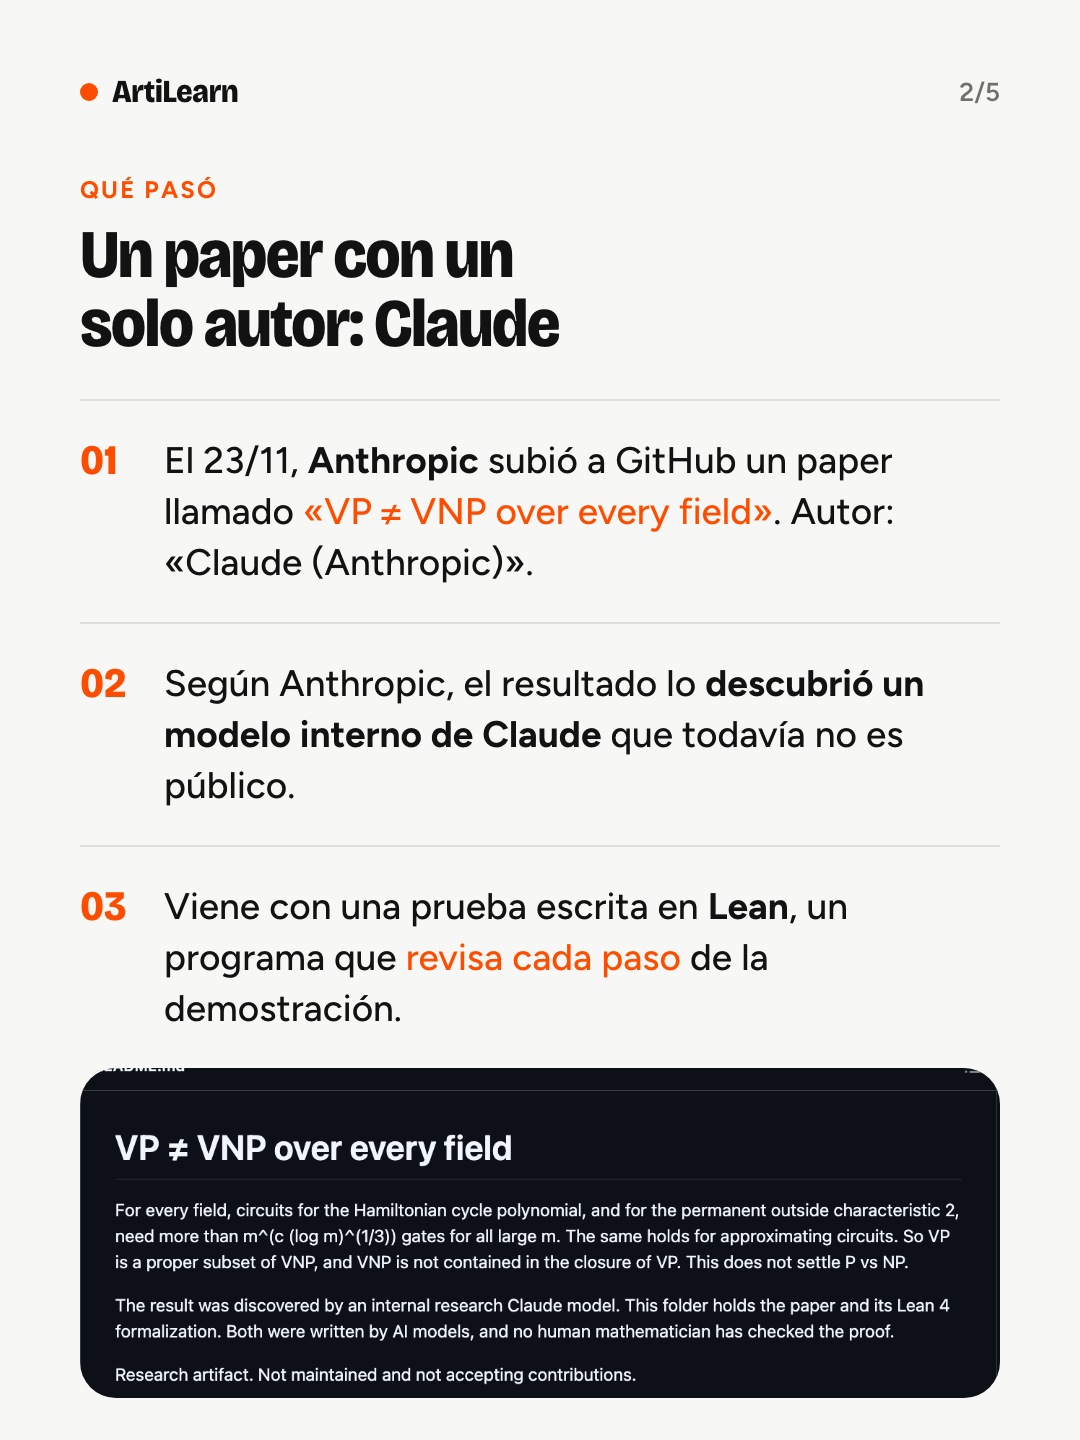 ArtiLearn
2/5
QUÉ PASÓ
Un paper con un
solo autor: Claude
01
El 23/11, Anthropic subió a GitHub un paper
llamado «VP ≠ VNP over every field». Autor:
«Claude (Anthropic)».
02
Según Anthropic, el resultado lo descubrió un
modelo interno de Claude que todavía no es
público.
03
Viene con una prueba escrita en Lean, un
programa que revisa cada paso de la
demostración.
VP ≠ VNP over every field
For every field, circuits for the Hamiltonian cycle polynomial, and for the permanent outside characteristic 2,
need more than m^(c (log m)^(1/3)) gates for all large m. The same holds for approximating circuits. So VP
is a proper subset of VNP, and VNP is not contained in the closure of VP. This does not settle P vs NP.
The result was discovered by an internal research Claude model. This folder holds the paper and its Lean 4
formalization. Both were written by AI models, and no human mathematician has checked the proof.
Research artifact. Not maintained and not accepting contributions.